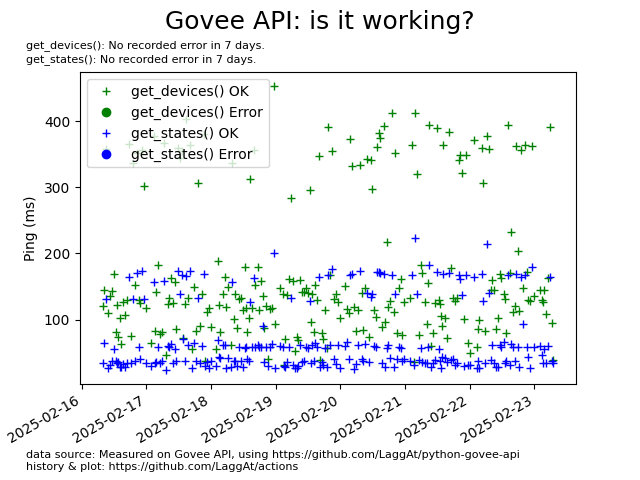 Govee API: is it working?
get_devices(): No recorded error in 7 days.
get_states(): No recorded error in 7 days.
get_devices() OK
get_devices() Error
get_states() OK
get_states() Error
Ping (ms)
400
300
200
100
2025-02-16
2025-02-17
2025-02-18
2025-02-19
2025-02-20
2025-02-21
2025-02-22
2025-02-23
data source: Measured on Govee API, using https://github.com/LaggAt/python-govee-api
history & plot: https://github.com/LaggAt/actions